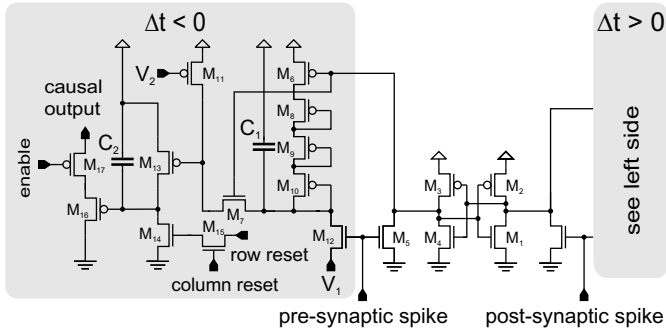 Δt < 0
Δt > 0
V2
M11
M6
causal
output
C2
C1
M8
M9
M10
enable
M17
M13
M16
M7
M3
M2
see left side
M14
M15
M12
M5
M4
M1
row reset
column reset
V1
pre-synaptic spike
post-synaptic spike